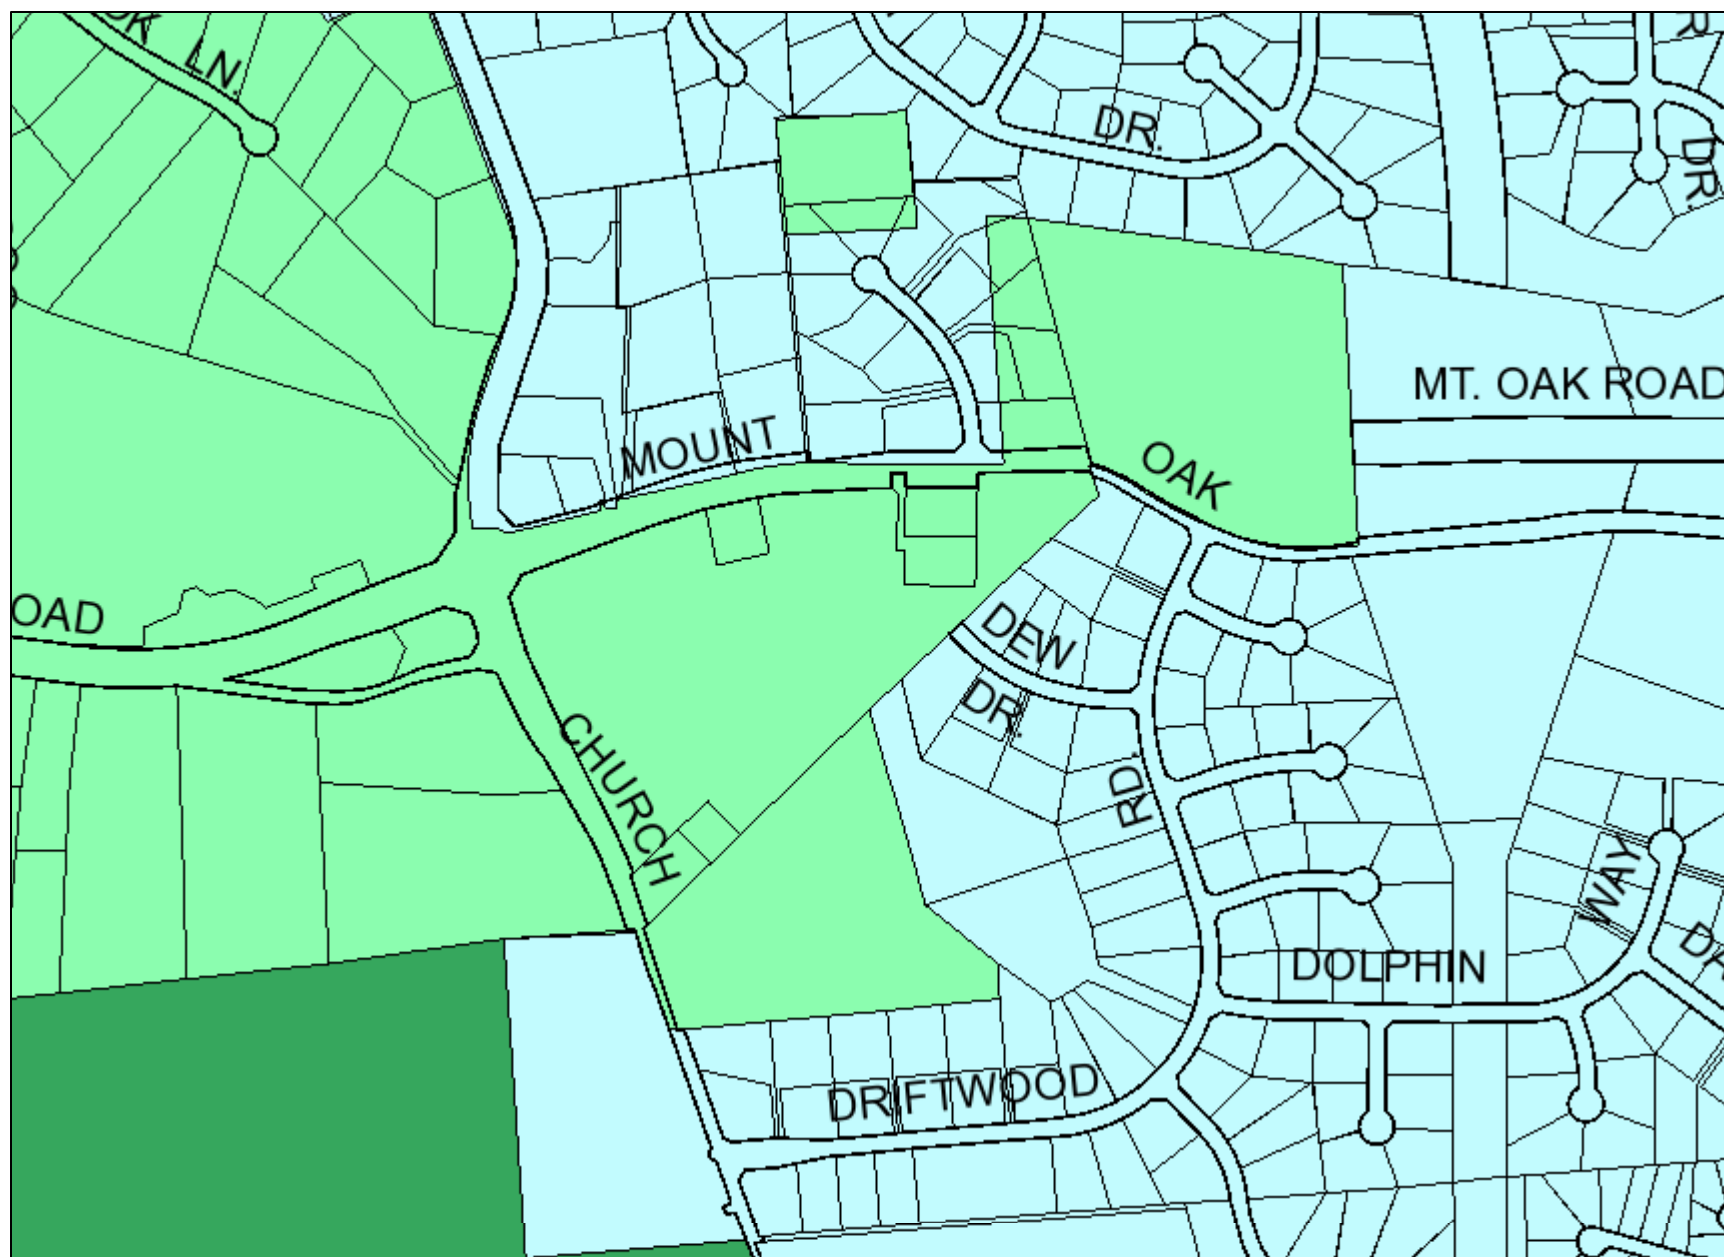 LN.
DR.
DR.
MT. OAK ROAD
MOUNT
OAK
OAD
DEW
DR.
CHURCH
RD.
WAY
DOLPHIN
DRIFTWOOD